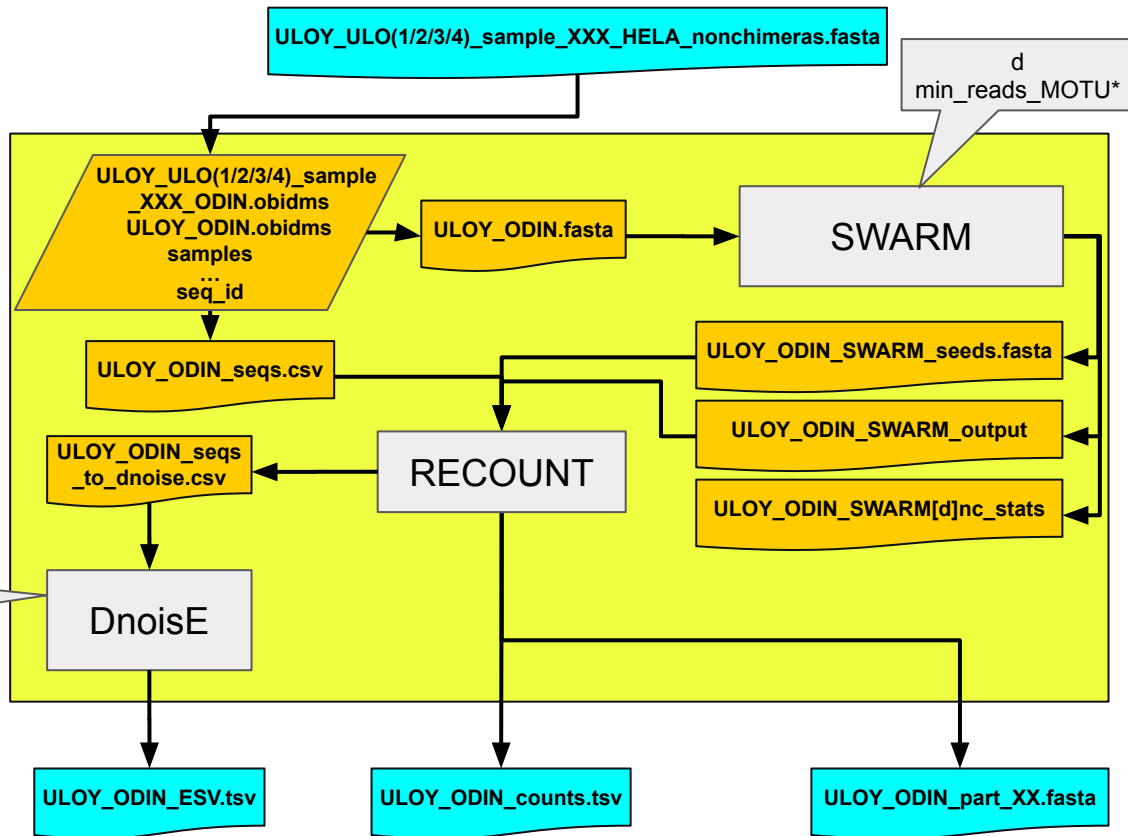 ULOY_ULO(1/2/3/4)_sample_XXX_HELA_nonchimeras.fasta
d
min_reads_MOTU*
ULOY_ULO(1/2/3/4)_sample
_XXX_ODIN.obidms
ULOY_ODIN.obidms
samples
...
seq_id
ULOY_ODIN.fasta
SWARM
ULOY_ODIN_seqs.csv
ULOY_ODIN_SWARM_seeds.fasta
ULOY_ODIN_SWARM_output
ULOY_ODIN_SWARM[d]nc_stats
RECOUNT
ULOY_ODIN_seqs
_to_dnoise.csv
DnoisE
ULOY_ODIN_ESV.tsv
ULOY_ODIN_counts.tsv
ULOY_ODIN_part_XX.fasta